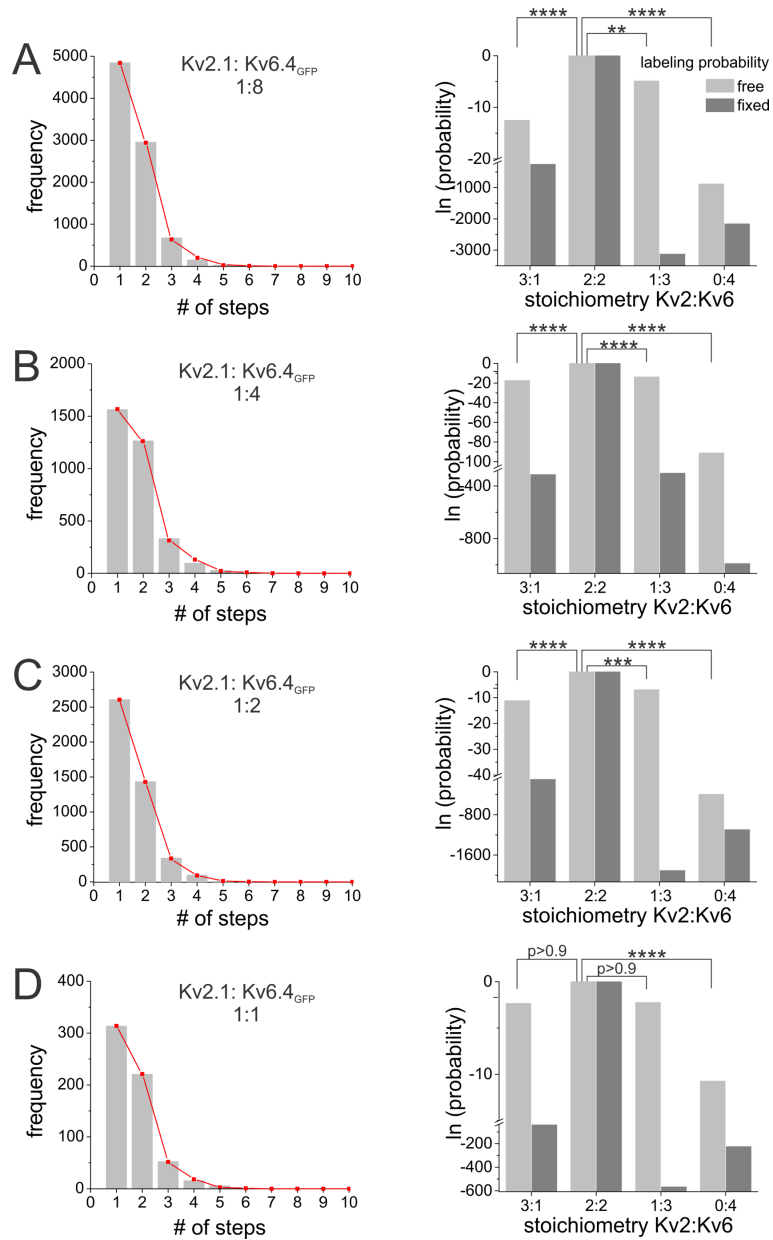 A
Kv2.1: Kv6.4GFP
1:8
frequency
5000
4000
3000
2000
1000
0
0 1 2 3 4 5 6 7 8 9 10
# of steps
**** ****
**
labeling probability
free
fixed
ln (probability)
0
-10
-20
-1000
-2000
-3000
3:1 2:2 1:3 0:4
stoichiometry Kv2:Kv6
B
Kv2.1: Kv6.4GFP
1:4
frequency
2000
1500
1000
500
0
0 1 2 3 4 5 6 7 8 9 10
# of steps
**** ****
****
ln (probability)
0
-20
-40
-60
-80
-100
-400
-800
3:1 2:2 1:3 0:4
stoichiometry Kv2:Kv6
C
Kv2.1: Kv6.4GFP
1:2
frequency
3000
2500
2000
1500
1000
500
0
0 1 2 3 4 5 6 7 8 9 10
# of steps
**** ****
***
ln (probability)
0
-10
-20
-30
-40
-800
-1600
3:1 2:2 1:3 0:4
stoichiometry Kv2:Kv6
D
Kv2.1: Kv6.4GFP
1:1
frequency
400
300
200
100
0
0 1 2 3 4 5 6 7 8 9 10
# of steps
p>0.9 ****
p>0.9
ln (probability)
0
-10
-200
-400
-600
3:1 2:2 1:3 0:4
stoichiometry Kv2:Kv6